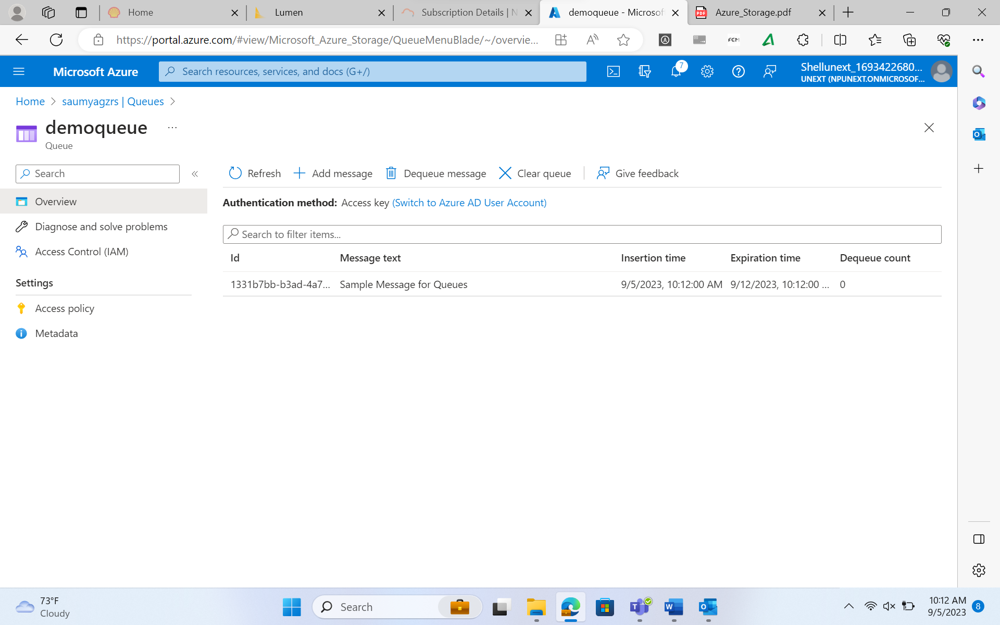 Home
Lumen
Subscription Details | N
demoqueue - Microsof
Azure_Storage.pdf
https://portal.azure.com/#view/Microsoft_Azure_Storage/QueueMenuBlade/~/overvie...
FCM
Microsoft Azure
Search resources, services, and docs (G+/)
7
Shellunext_1693422680...
UNEXT (NPUNEXT.ONMICROSOF...
Home > saumyagzrs | Queues >
demoqueue ...
Queue
Search
«
Refresh
Add message
Dequeue message
Clear queue
Give feedback
Overview
Authentication method: Access key (Switch to Azure AD User Account)
Diagnose and solve problems
Search to filter items...
Access Control (IAM)
Id Message text Insertion time Expiration time Dequeue count
Settings
1331b7bb-b3ad-4a7... Sample Message for Queues 9/5/2023, 10:12:00 AM 9/12/2023, 10:12:00 ... 0
Access policy
Metadata
73°F
Cloudy
Search
10:12 AM
9/5/2023
8